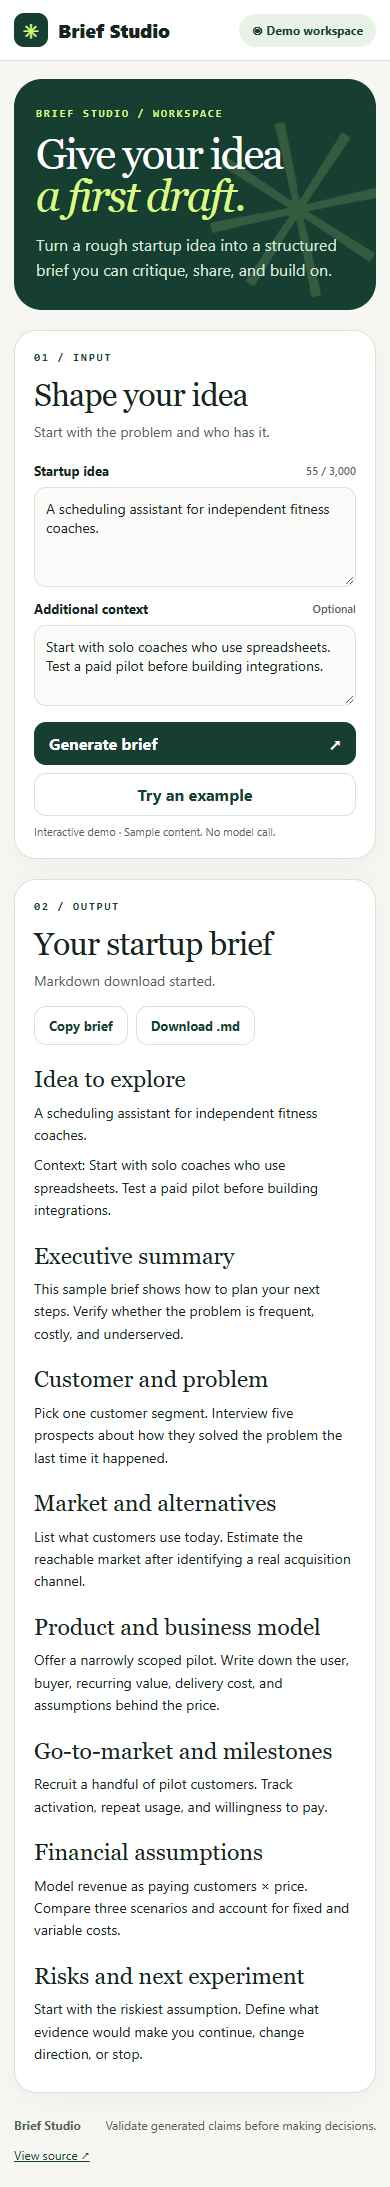 Brief Studio
Demo workspace
BRIEF STUDIO / WORKSPACE
Give your idea
a first draft.
Turn a rough startup idea into a structured
brief you can critique, share, and build on.
01 / INPUT
Shape your idea
Start with the problem and who has it.
Startup idea
55 / 3,000
A scheduling assistant for independent fitness
coaches.
Additional context
Optional
Start with solo coaches who use spreadsheets.
Test a paid pilot before building integrations.
Generate brief ↗
Try an example
Interactive demo · Sample content. No model call.
02 / OUTPUT
Your startup brief
Markdown download started.
Copy brief
Download .md
Idea to explore
A scheduling assistant for independent fitness
coaches.
Context: Start with solo coaches who use
spreadsheets. Test a paid pilot before building
integrations.
Executive summary
This sample brief shows how to plan your next
steps. Verify whether the problem is frequent,
costly, and underserved.
Customer and problem
Pick one customer segment. Interview five
prospects about how they solved the problem the
last time it happened.
Market and alternatives
List what customers use today. Estimate the
reachable market after identifying a real acquisition
channel.
Product and business model
Offer a narrowly scoped pilot. Write down the user,
buyer, recurring value, delivery cost, and
assumptions behind the price.
Go-to-market and milestones
Recruit a handful of pilot customers. Track
activation, repeat usage, and willingness to pay.
Financial assumptions
Model revenue as paying customers × price.
Compare three scenarios and account for fixed and
variable costs.
Risks and next experiment
Start with the riskiest assumption. Define what
evidence would make you continue, change
direction, or stop.
Brief Studio
Validate generated claims before making decisions.
View source ↗